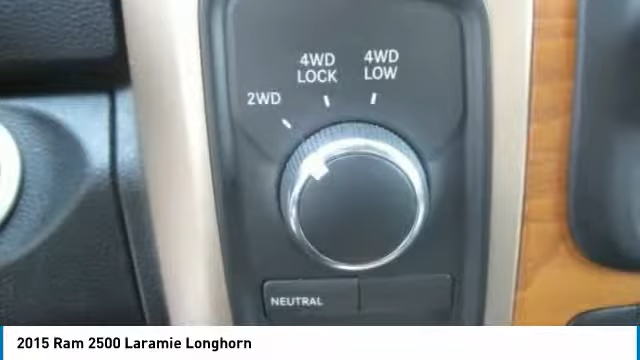 4WD
LOCK
4WD
LOW
2WD
NEUTRAL
2015 Ram 2500 Laramie Longhorn